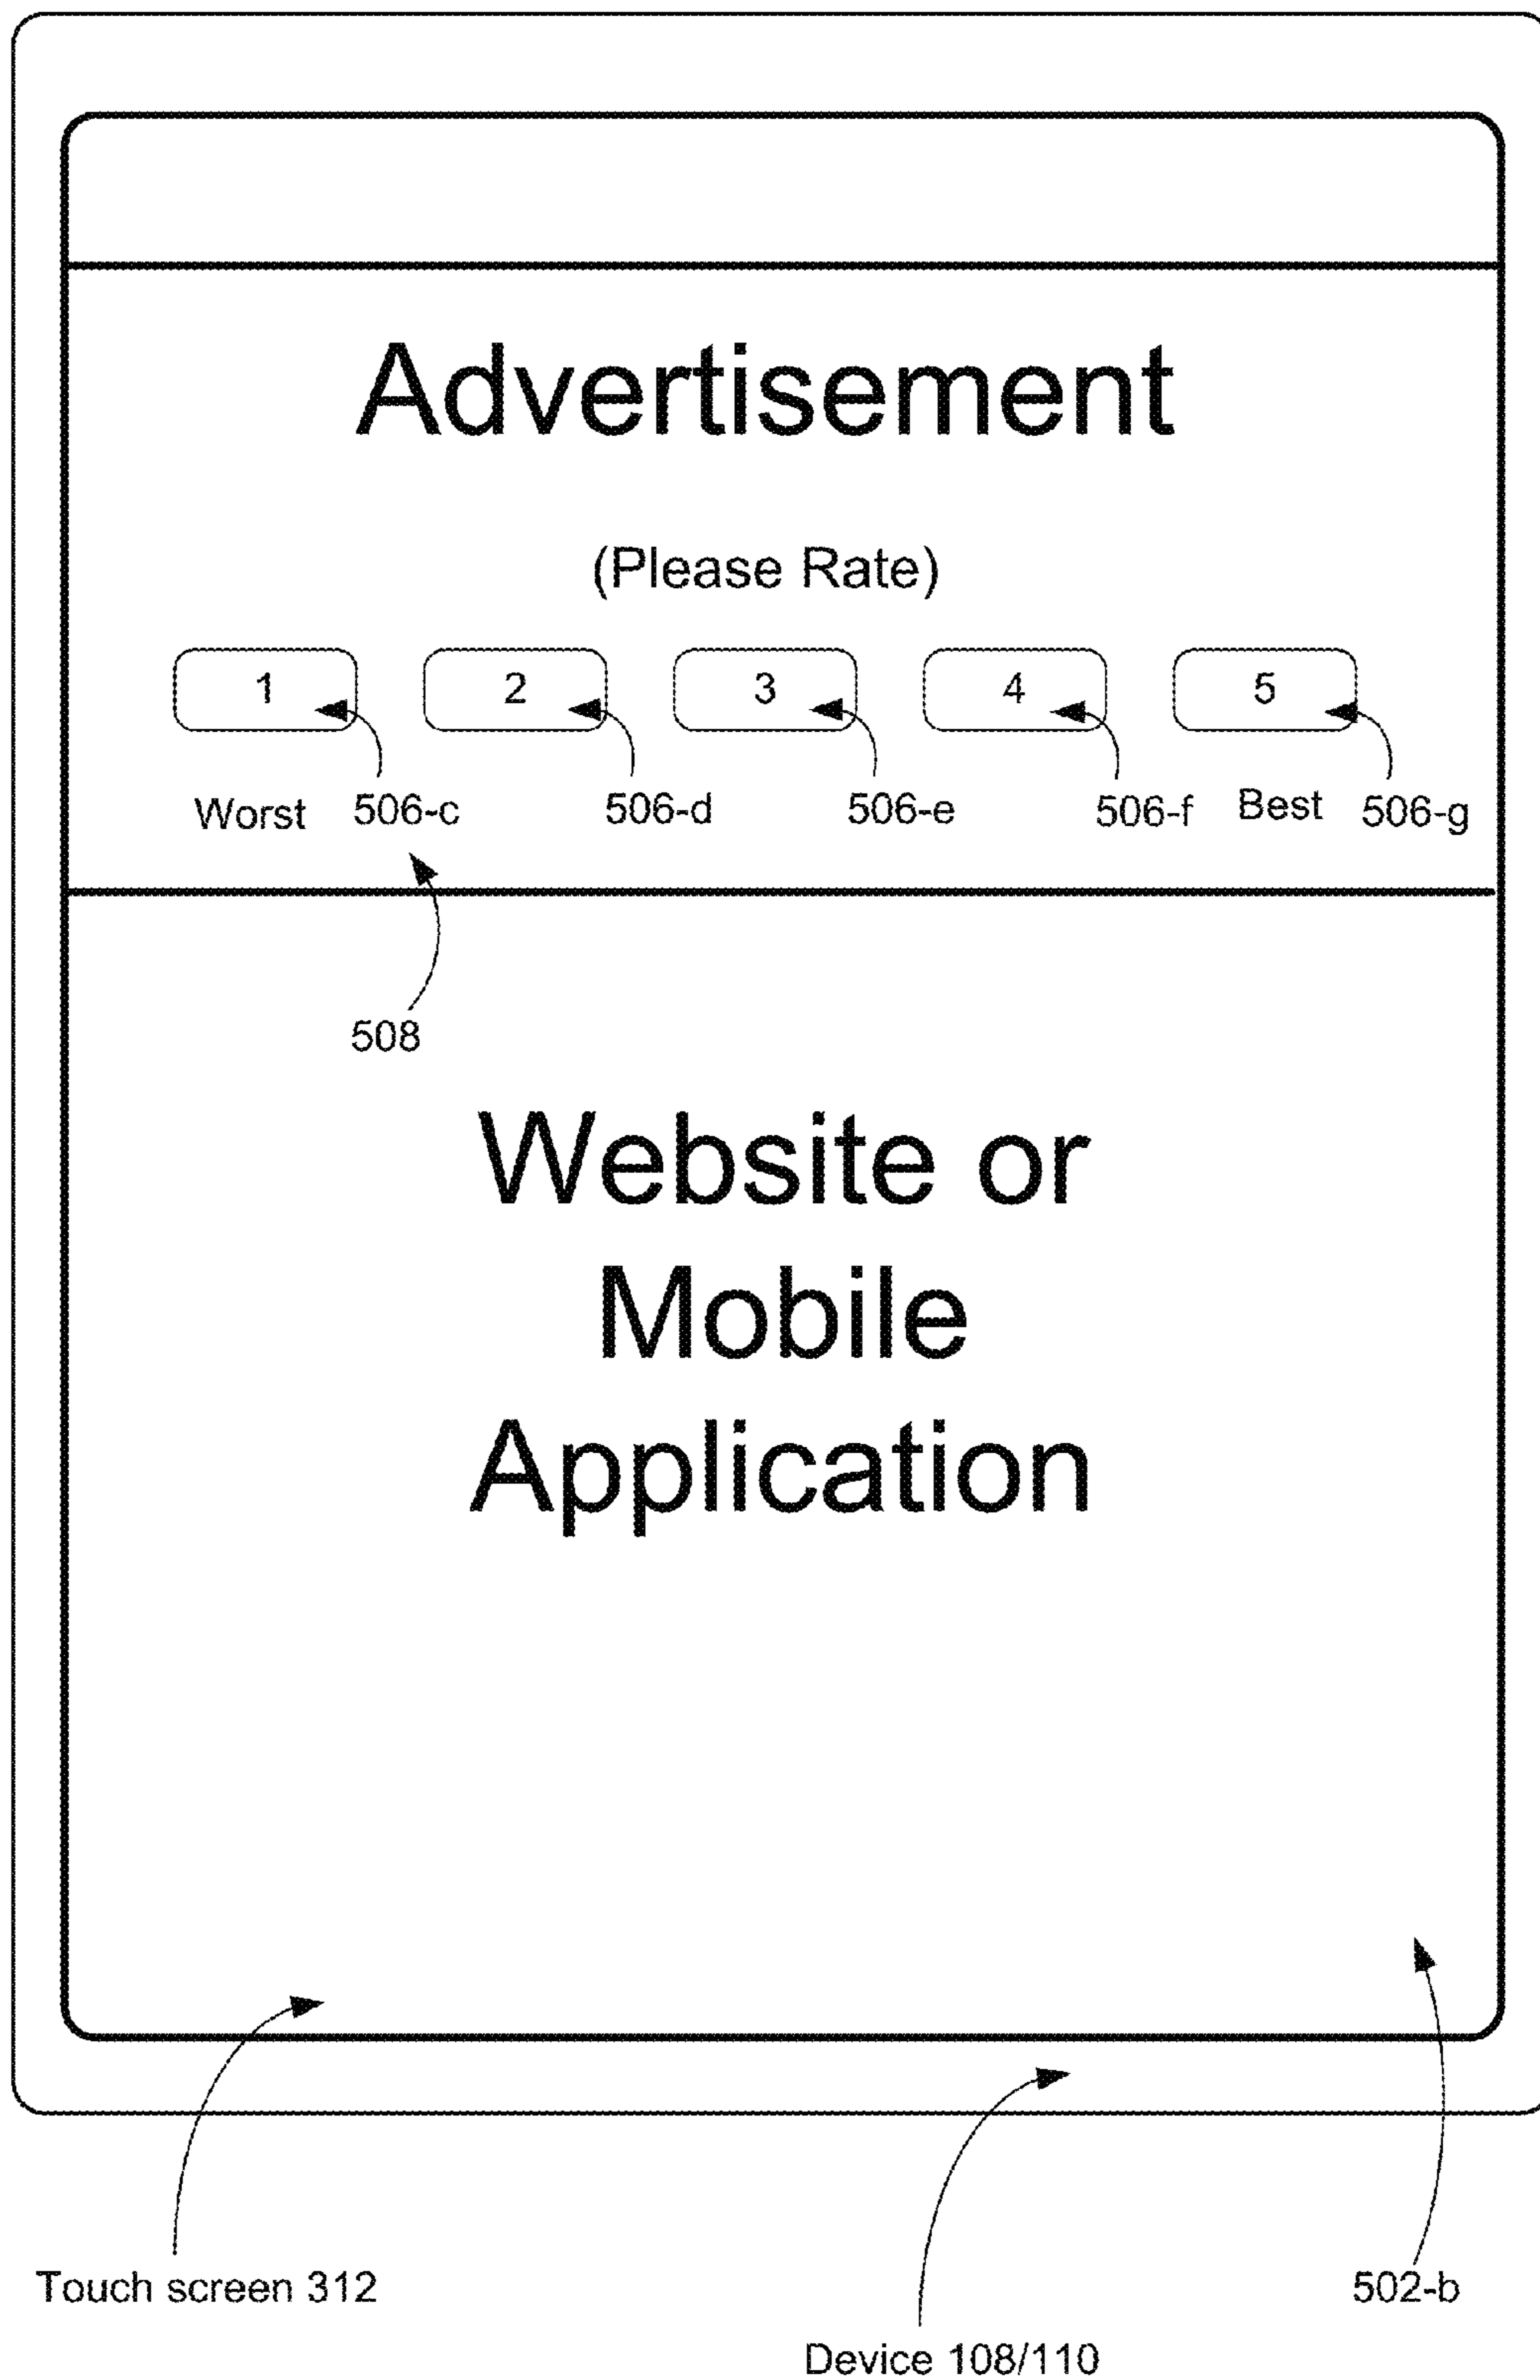 Advertisement
(Please Rate)
1 2 3 4 5
Worst 506-c 506-d 506-e 506-f Best 506-g
508
Website or
Mobile
Application
Touch screen 312
502-b
Device 108/110